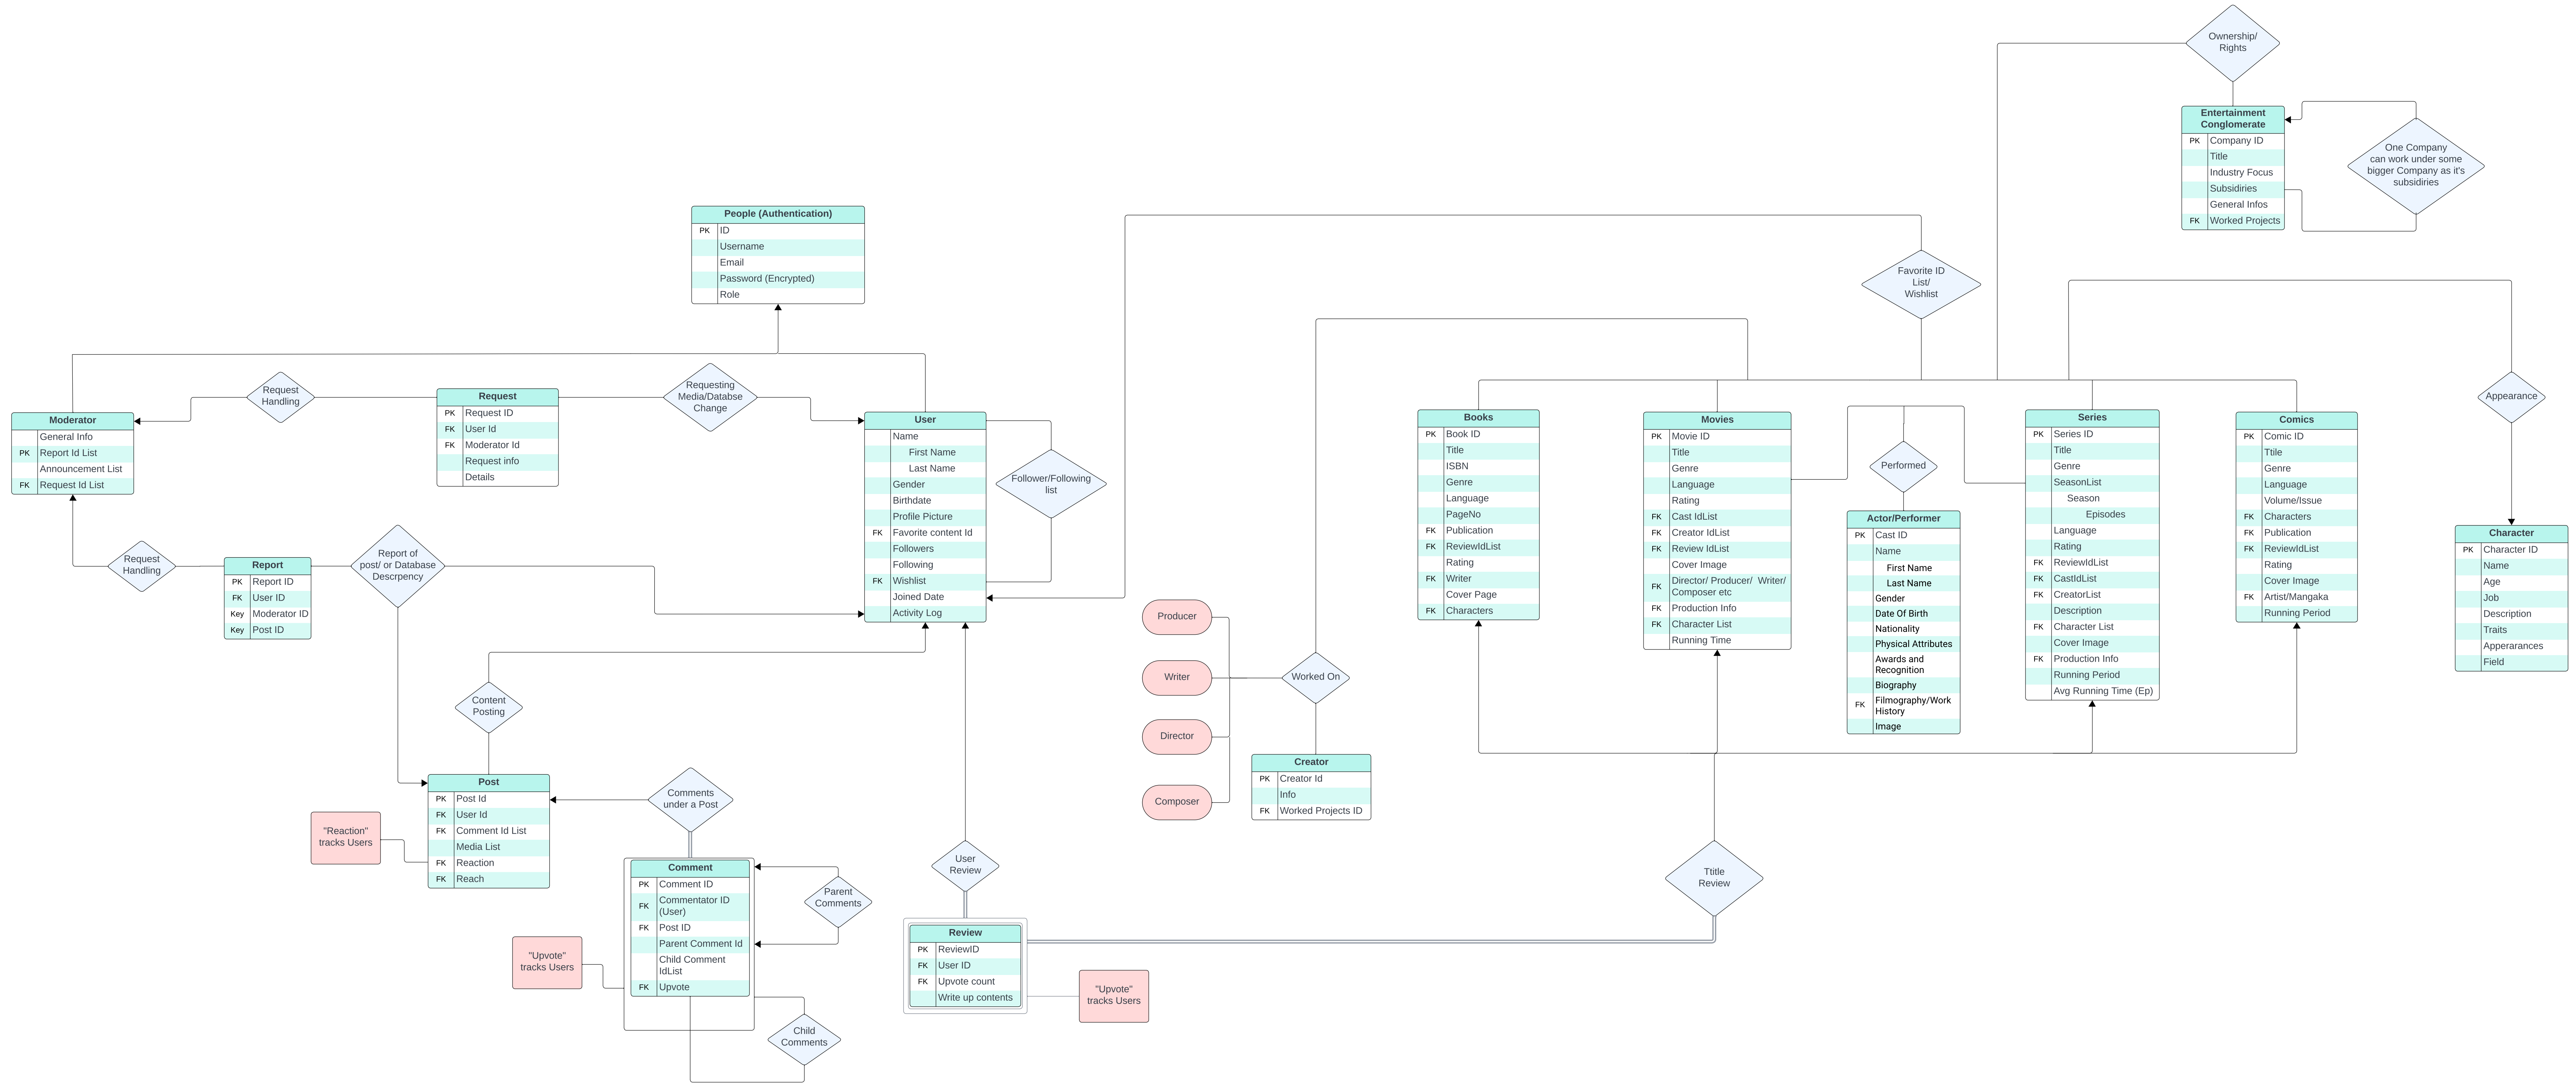 Ownership/
Rights
Entertainment
Conglomerate
PK Company ID
Title
Industry Focus
Subsidiries
General Infos
FK Worked Projects
One Company
can work under some
bigger Company as it's
subsidiries
People (Authentication)
PK ID
Username
Email
Password (Encrypted)
Role
Favorite ID
List/
Wishlist
Request
Handling
Request
PK Request ID
FK User Id
FK Moderator Id
Request info
Details
Requesting
Media/Databse
Change
Moderator
General Info
PK Report Id List
Announcement List
FK Request Id List
User
Name
First Name
Last Name
Gender
Birthdate
Profile Picture
FK Favorite content Id
Followers
Following
FK Wishlist
Joined Date
Activity Log
Follower/Following
list
Books
PK Book ID
Title
ISBN
Genre
Language
PageNo
FK Publication
FK ReviewIdList
Rating
FK Writer
Cover Page
FK Characters
Movies
PK Movie ID
Title
Genre
Language
Rating
FK Cast IdList
FK Creator IdList
FK Review IdList
Cover Image
FK Director/ Producer/ Writer/
Composer etc
FK Production Info
FK Character List
Running Time
Performed
Actor/Performer
PK Cast ID
Name
First Name
Last Name
Gender
Date Of Birth
Nationality
Physical Attributes
Awards and
Recognition
Biography
FK Filmography/Work
History
Image
Series
PK Series ID
Title
Genre
SeasonList
Season
Episodes
Language
Rating
FK ReviewIdList
FK CastIdList
FK CreatorList
Description
FK Character List
Cover Image
FK Production Info
Running Period
Avg Running Time (Ep)
Comics
PK Comic ID
Ttile
Genre
Language
Volume/Issue
FK Characters
FK Publication
FK ReviewIdList
Rating
Cover Image
FK Artist/Mangaka
Running Period
Appearance
Character
PK Character ID
Name
Age
Job
Description
Traits
Apperarances
Field
Request
Handling
Report
PK Report ID
FK User ID
Key Moderator ID
Key Post ID
Report of
post/ or Database
Descrpency
Producer
Writer
Director
Composer
Worked On
Creator
PK Creator Id
Info
FK Worked Projects ID
Content
Posting
Post
PK Post Id
FK User Id
FK Comment Id List
Media List
FK Reaction
FK Reach
"Reaction"
tracks Users
Comments
under a Post
Comment
PK Comment ID
FK Commentator ID
(User)
FK Post ID
Parent Comment Id
Child Comment
IdList
FK Upvote
"Upvote"
tracks Users
Parent
Comments
Child
Comments
User
Review
Review
PK ReviewID
FK User ID
FK Upvote count
Write up contents
"Upvote"
tracks Users
Ttitle
Review